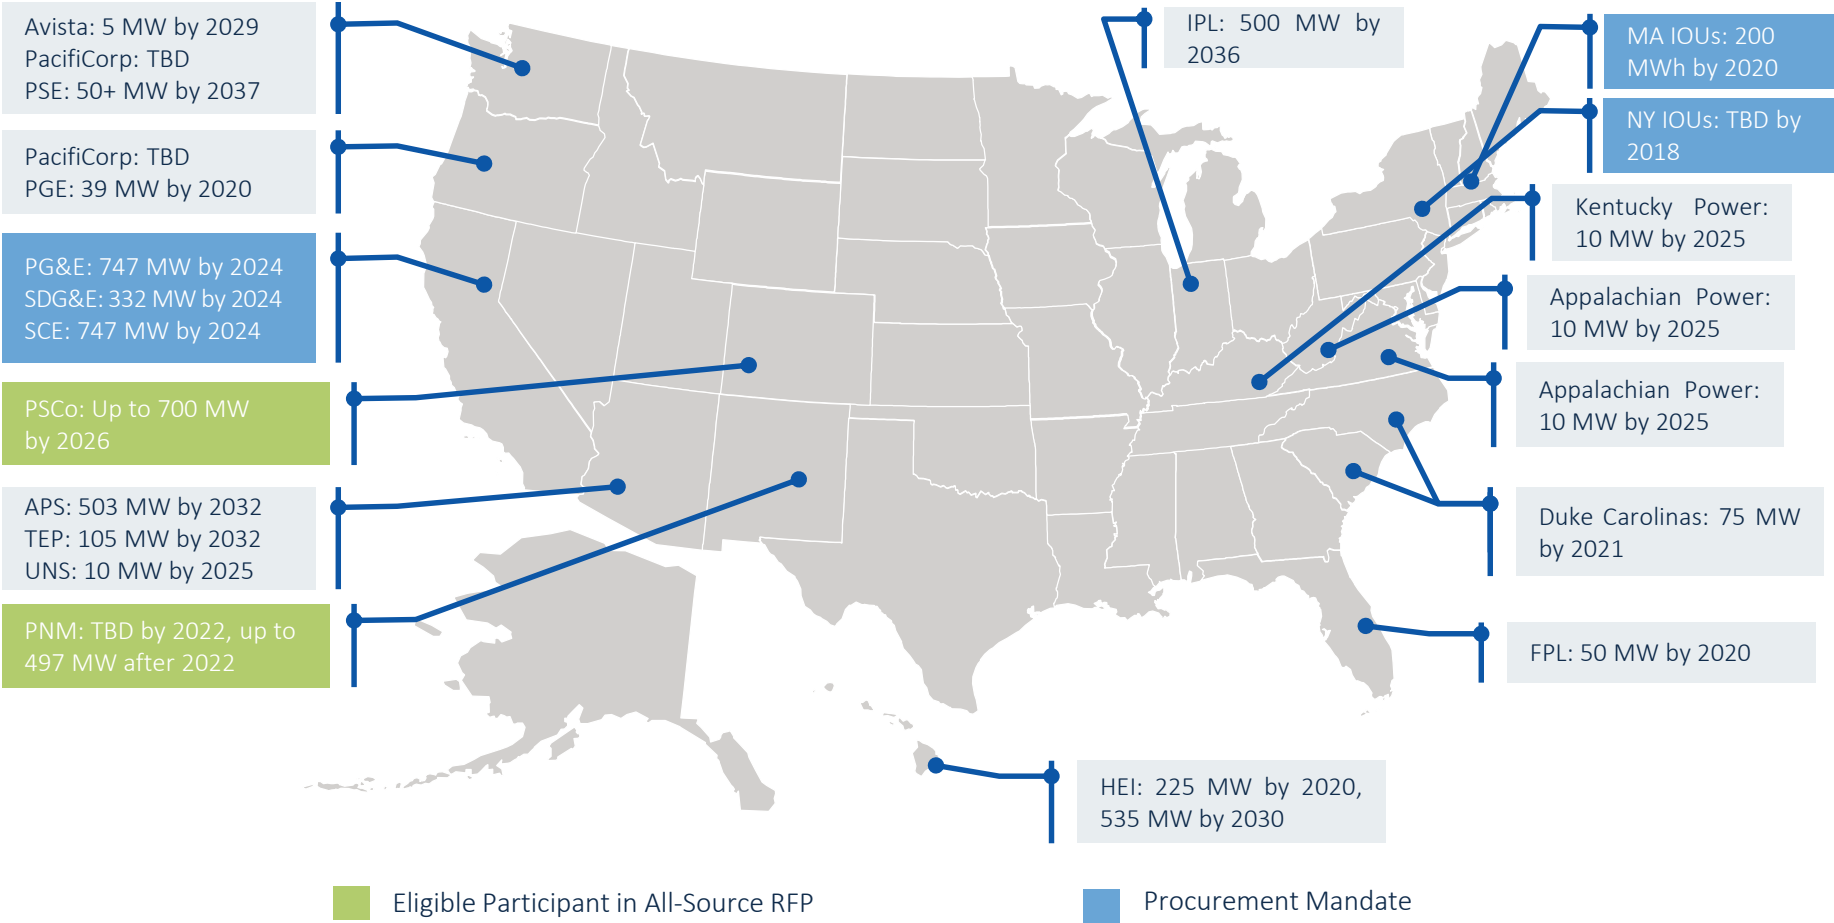 Avista: 5 MW by 2029
PacifiCorp: TBD
PSE: 50+ MW by 2037
PacifiCorp: TBD
PGE: 39 MW by 2020
PG&E: 747 MW by 2024
SDG&E: 332 MW by 2024
SCE: 747 MW by 2024
PSCo: Up to 700 MW
by 2026
APS: 503 MW by 2032
TEP: 105 MW by 2032
UNS: 10 MW by 2025
PNM: TBD by 2022, up to
497 MW after 2022
IPL: 500 MW by
2036
MA IOUs: 200
MWh by 2020
NY IOUs: TBD by
2018
Kentucky Power:
10 MW by 2025
Appalachian Power:
10 MW by 2025
Appalachian Power:
10 MW by 2025
Duke Carolinas: 75 MW
by 2021
FPL: 50 MW by 2020
HEI: 225 MW by 2020,
535 MW by 2030
Eligible Participant in All-Source RFP
Procurement Mandate